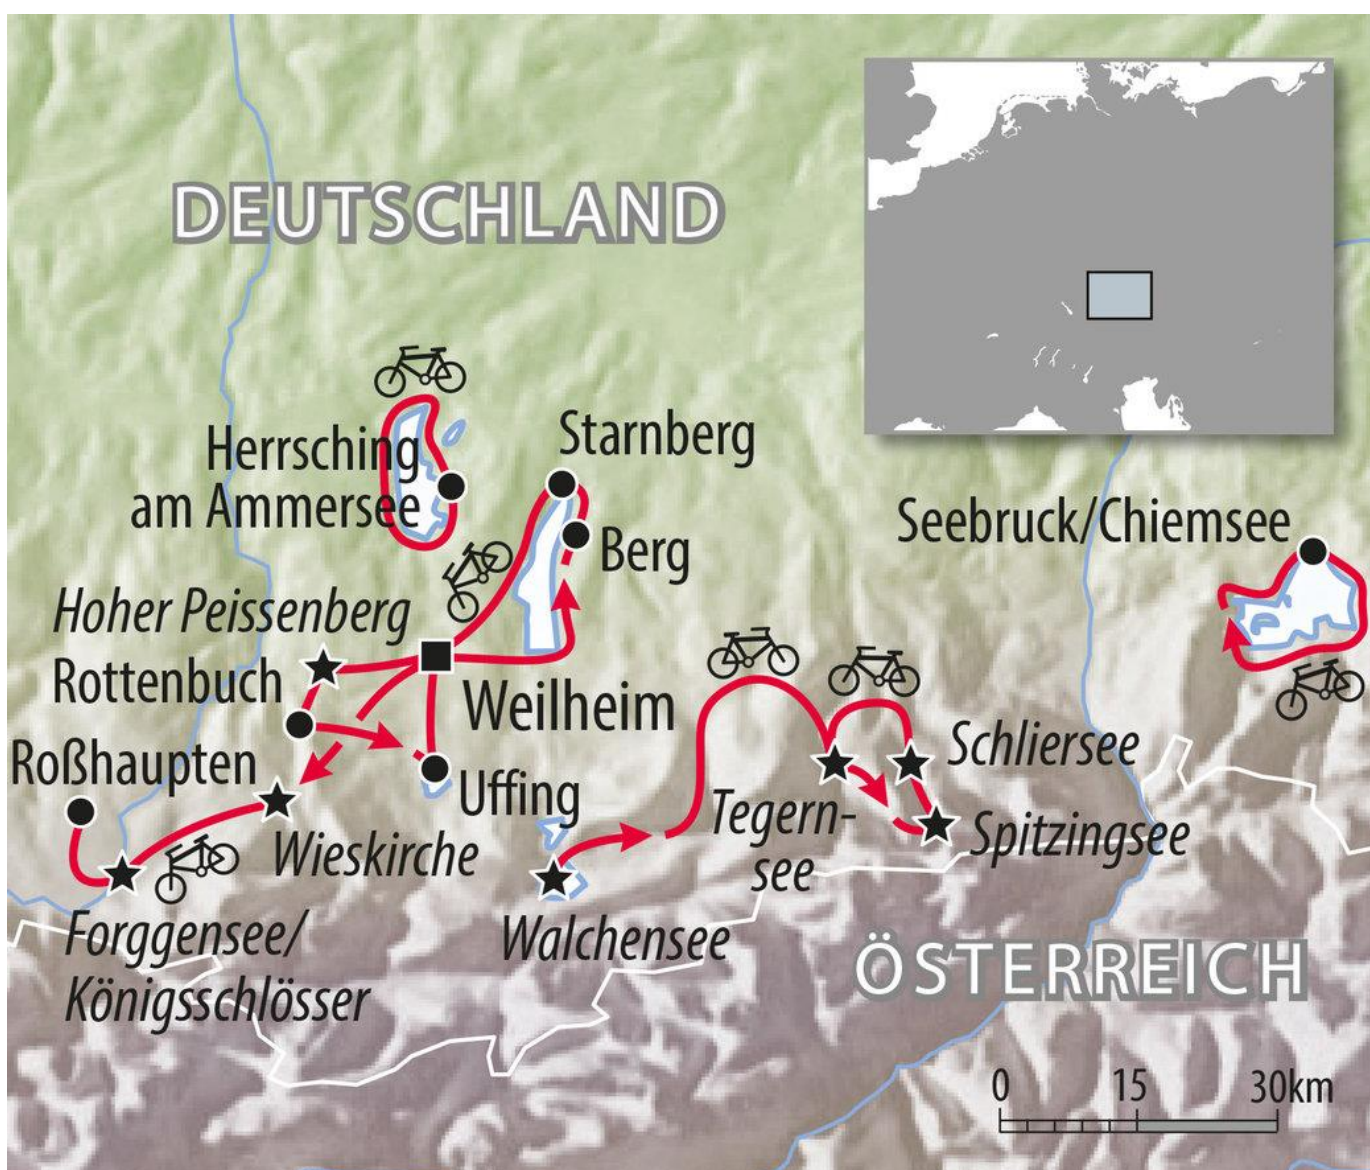 DEUTSCHLAND
Herrsching
am Ammersee
Starnberg
Berg
Seebruck/Chiemsee
Hoher Peissenberg
Rottenbuch
Weilheim
Roßhaupten
Uffing
Wieskirche
Tegern-
see
Schliersee
Spitzingsee
Forggensee/
Königsschlösser
Walchensee
ÖSTERREICH
0 15 30km